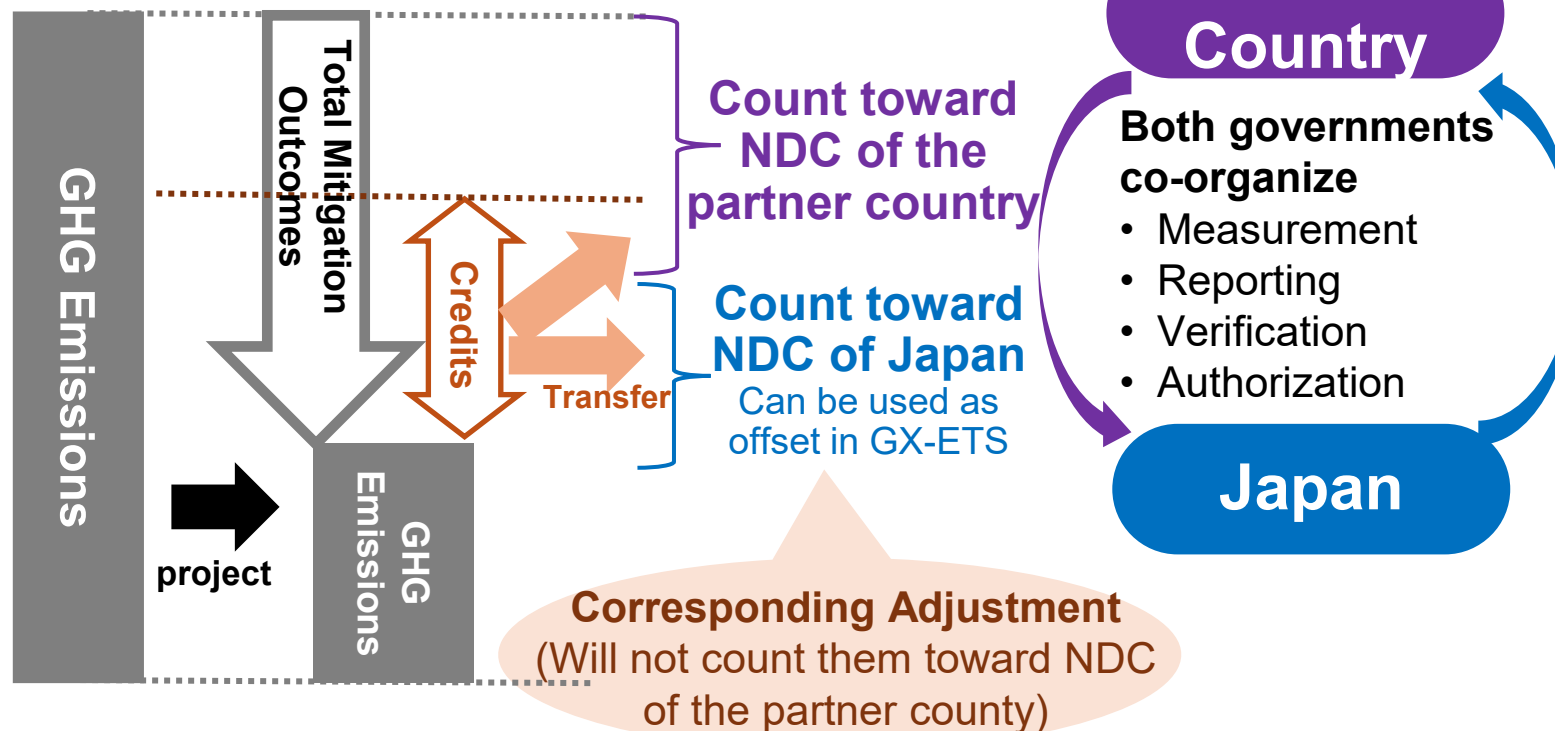 GHG Emissions
Total Mitigation
Outcomes
Credits
Transfer
project
GHG
Emissions
Count toward
NDC of the
partner country
Count toward
NDC of Japan
Can be used as
offset in GX-ETS
Corresponding Adjustment
(Will not count them toward NDC
of the partner county)
Country
Both governments
co-organize
• Measurement
• Reporting
• Verification
• Authorization
Japan